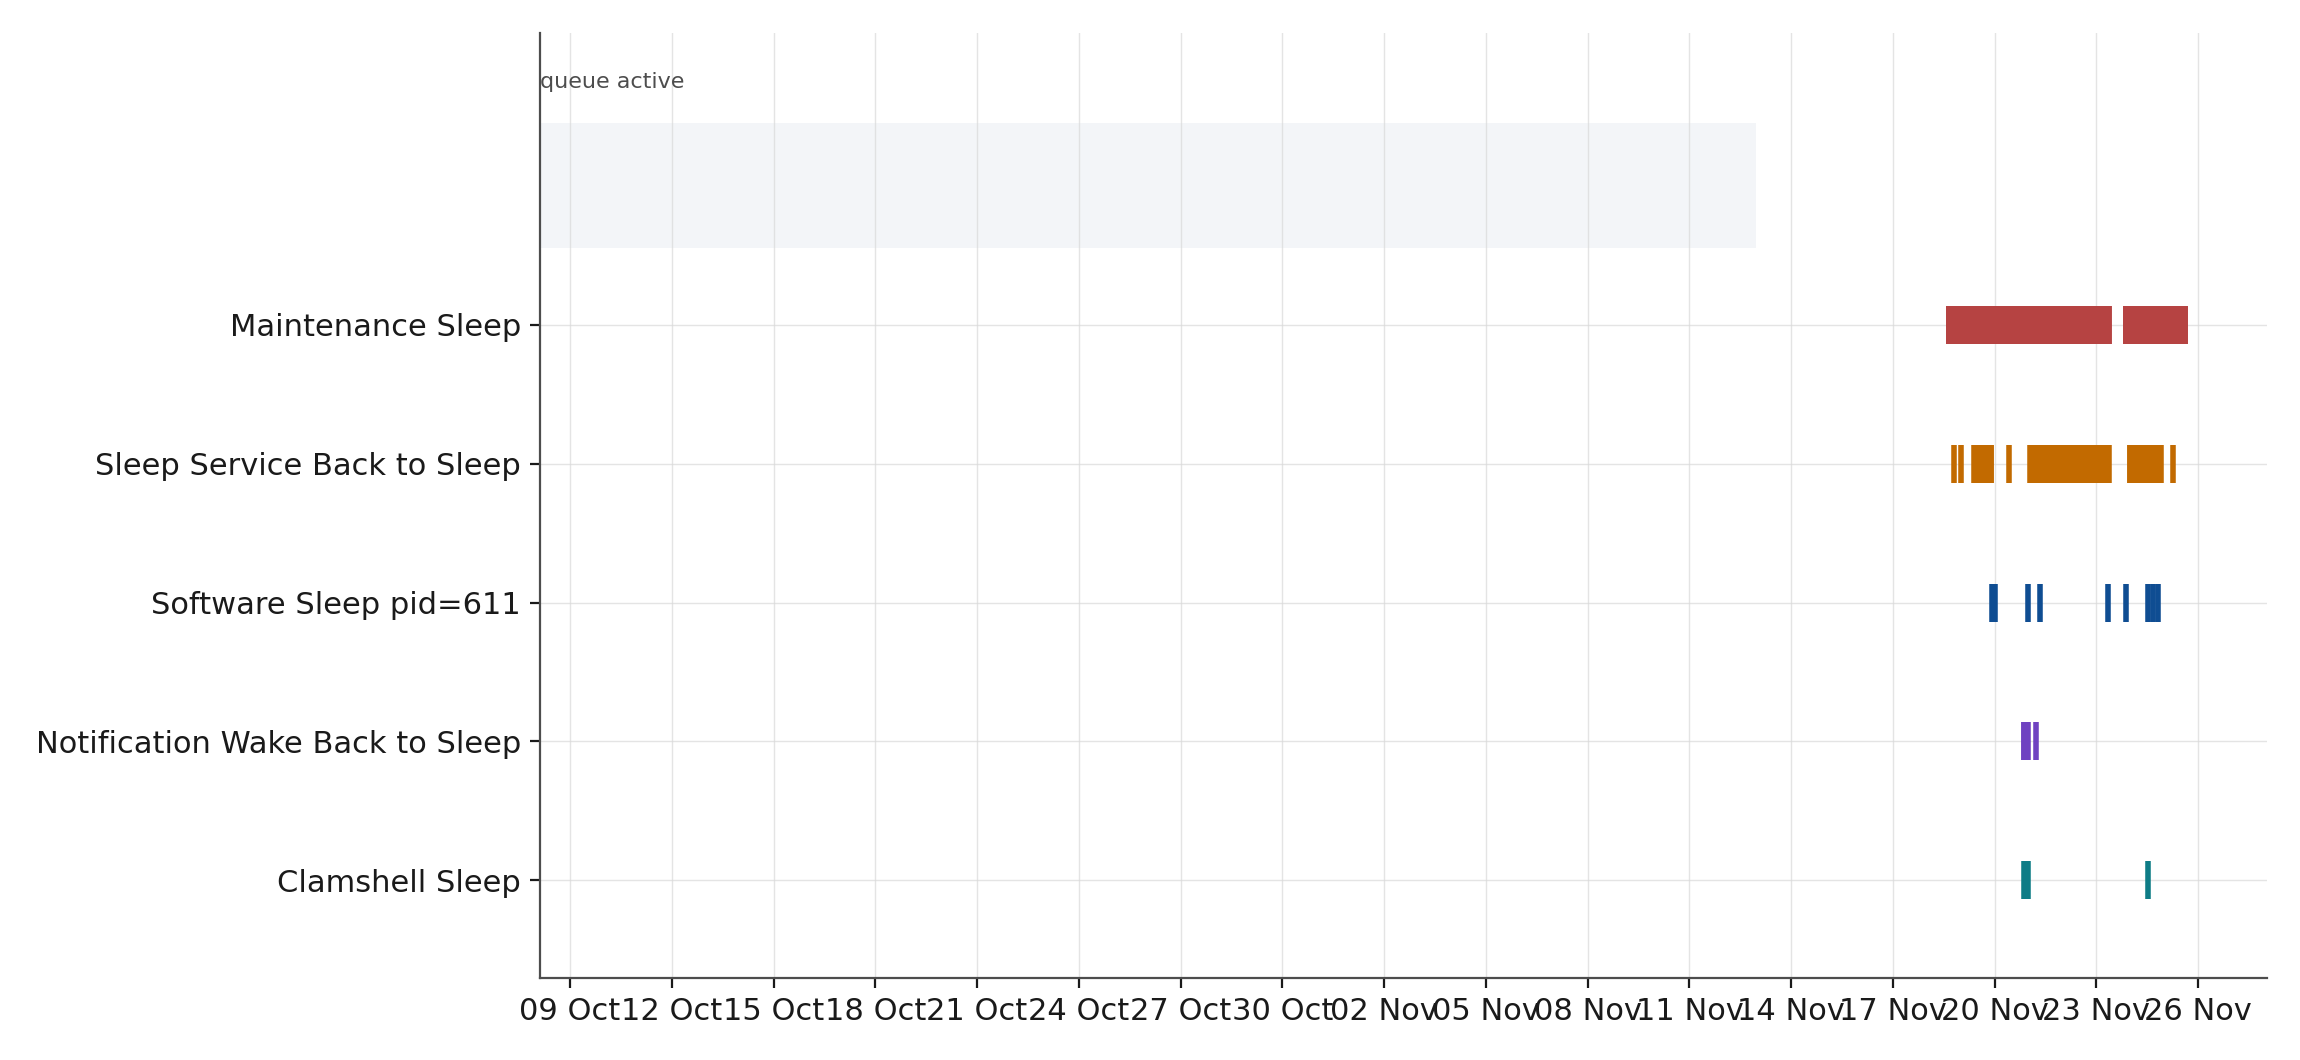 queue active
Maintenance Sleep
Sleep Service Back to Sleep
Software Sleep pid=611
Notification Wake Back to Sleep
Clamshell Sleep
09 Oct 12 Oct 15 Oct 18 Oct 21 Oct 24 Oct 27 Oct 30 Oct 02 Nov 05 Nov 08 Nov 11 Nov 14 Nov 17 Nov 20 Nov 23 Nov 26 Nov